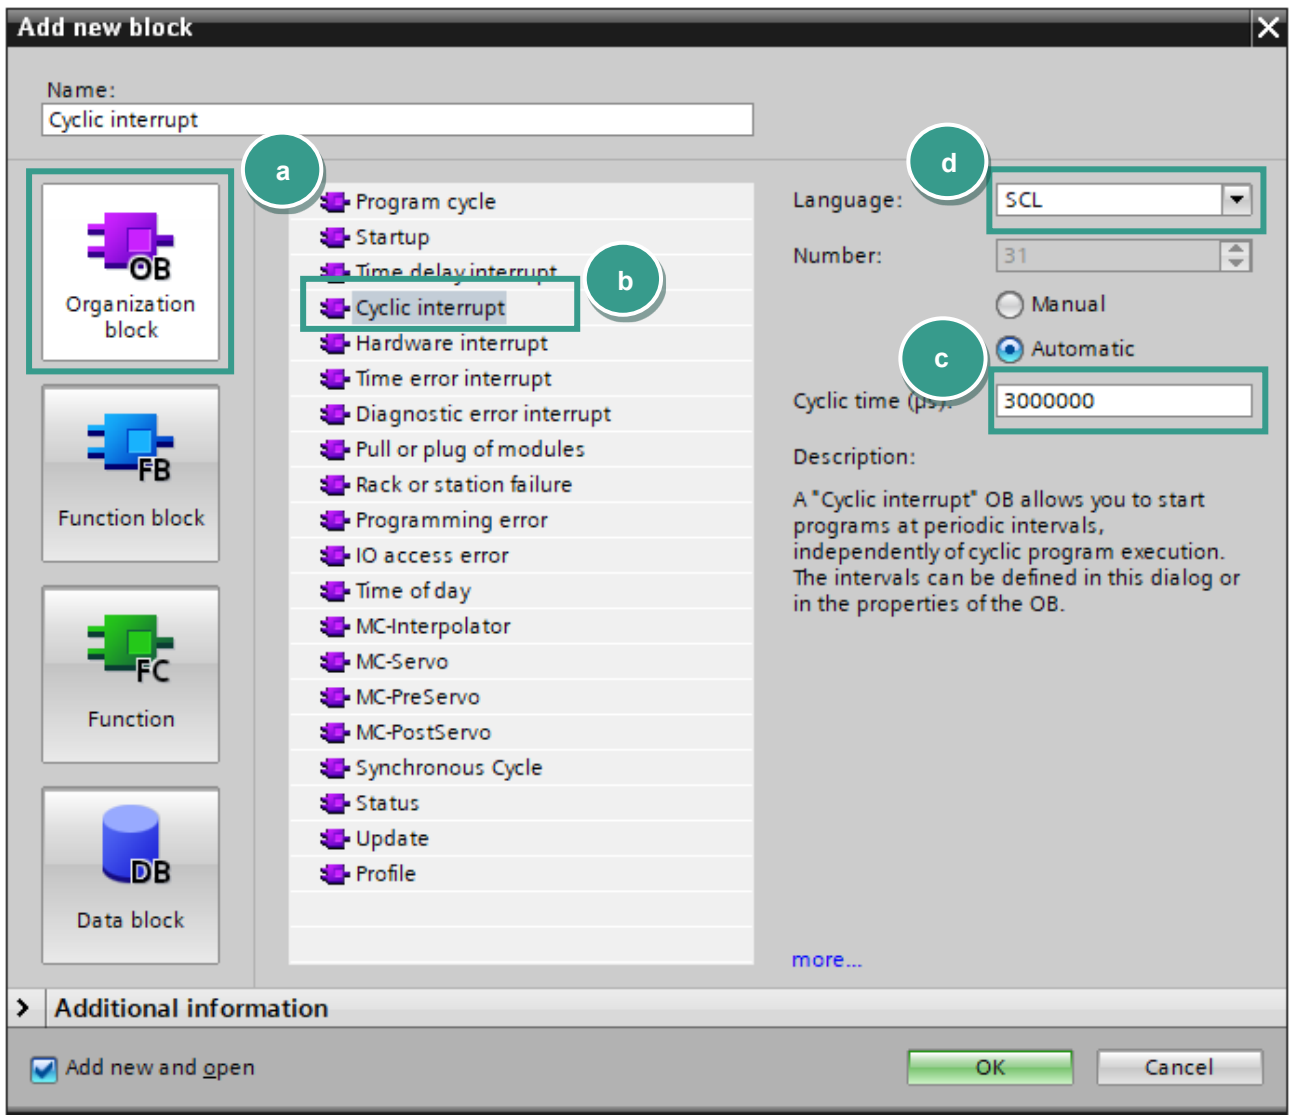 Add new block
Name:
Cyclic interrupt
a
d
OB
Organization
block
FB
Function block
FC
Function
DB
Data block
Program cycle
Startup
Time delay interrupt
b
Cyclic interrupt
Hardware interrupt
Time error interrupt
Diagnostic error interrupt
Pull or plug of modules
Rack or station failure
Programming error
IO access error
Time of day
MC-Interpolator
MC-Servo
MC-PreServo
MC-PostServo
Synchronous Cycle
Status
Update
Profile
Language: SCL
Number: 31
Manual
Automatic
c
Cyclic time (µs): 3000000
Description:
A "Cyclic interrupt" OB allows you to start
programs at periodic intervals,
independently of cyclic program execution.
The intervals can be defined in this dialog or
in the properties of the OB.
more...
Additional information
Add new and open
OK
Cancel